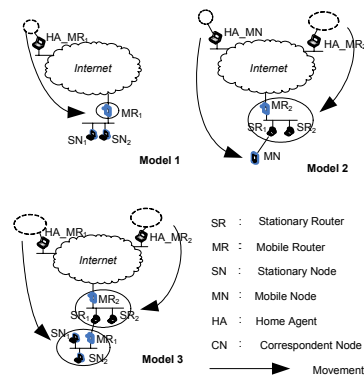 HA_MR1
Internet
MR1
SN1
SN2
Model 1
HA_MN
HA_MR2
Internet
MR2
SR1
SR2
MN
Model 2
HA_MR1
HA_MR2
Internet
MR2
SR1
SR2
SN1
MR1
SN2
Model 3
SR : Stationary Router
MR : Mobile Router
SN : Stationary Node
MN : Mobile Node
HA : Home Agent
CN : Correspondent Node
Movement